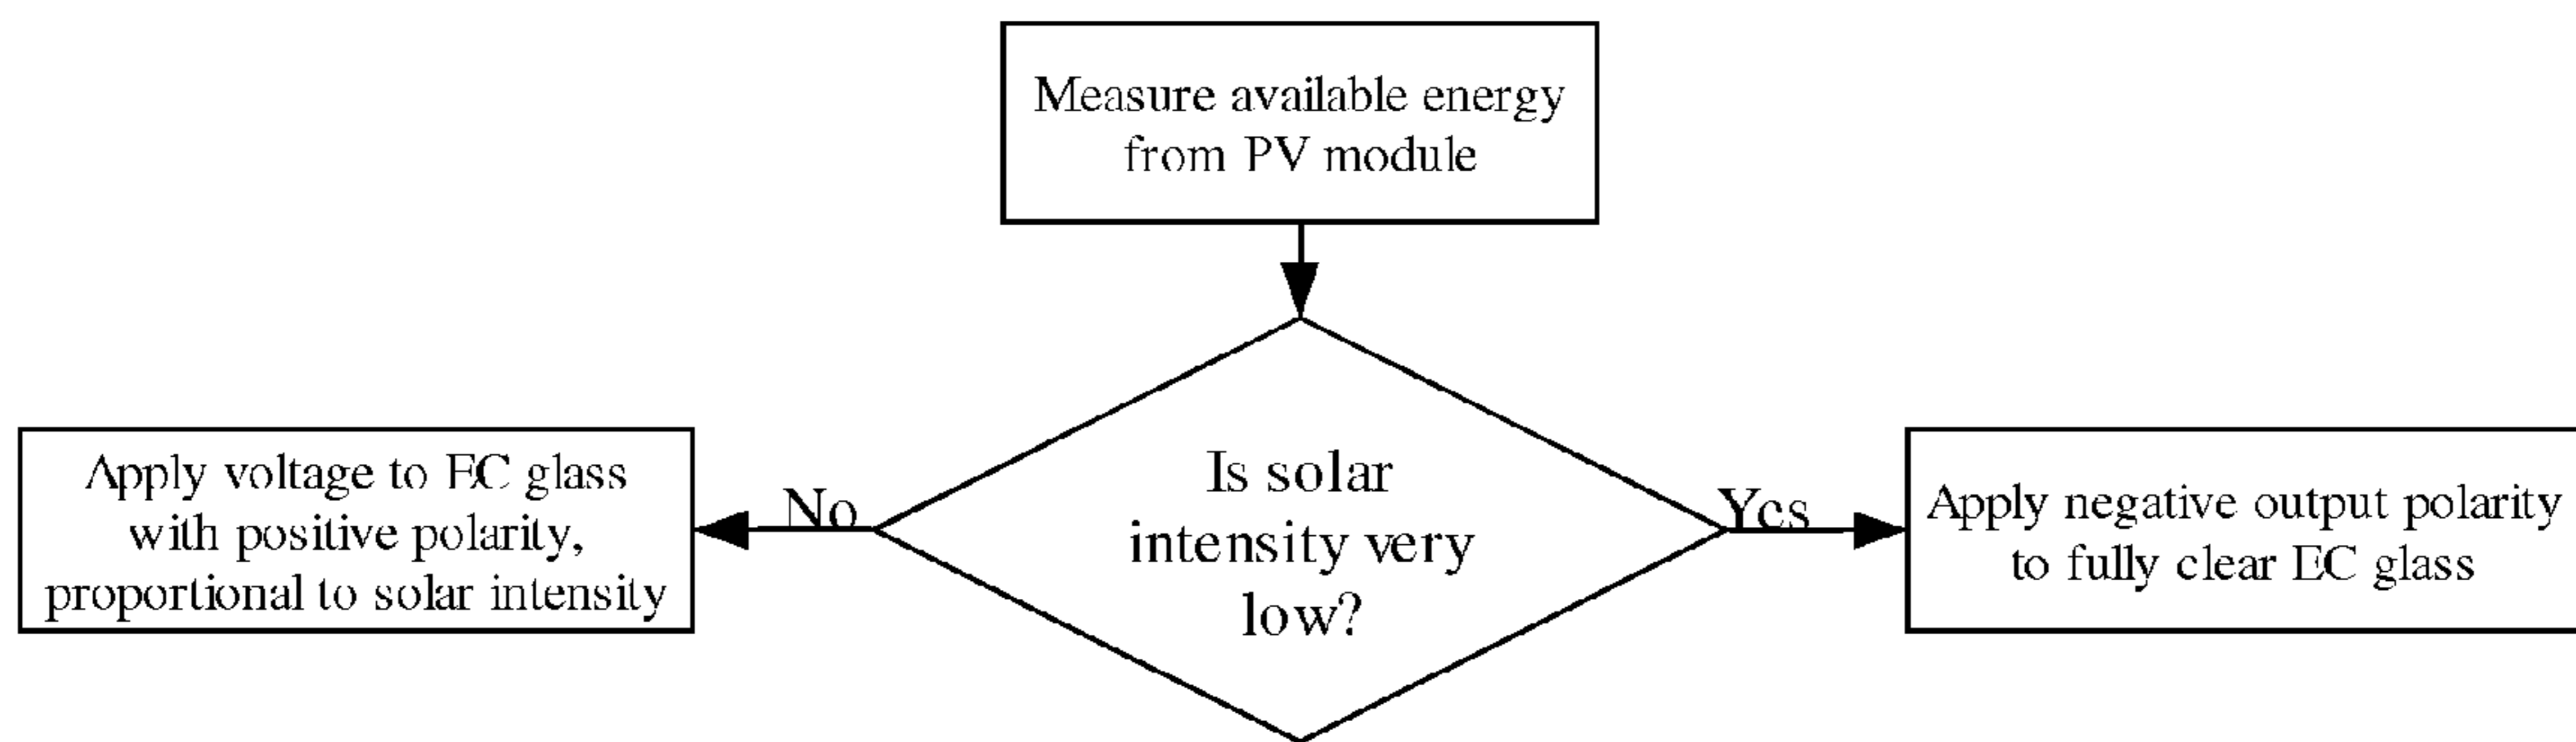 Measure available energy
from PV module
Apply voltage to EC glass
with positive polarity,
proportional to solar intensity
No
Is solar
intensity very
low?
Yes
Apply negative output polarity
to fully clear EC glass